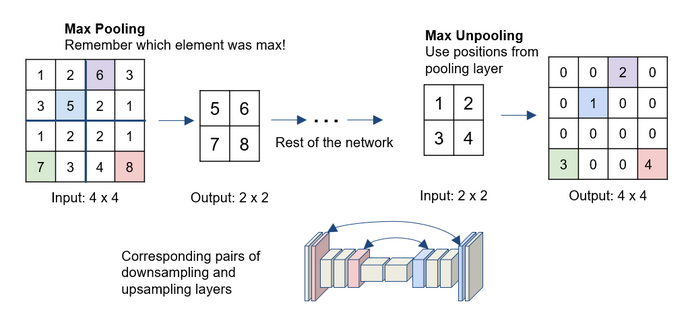 Max Pooling
Remember which element was max!
1 2 6 3
3 5 2 1
1 2 2 1
7 3 4 8
Input: 4 x 4
5 6
7 8
Output: 2 x 2
...
Rest of the network
Max Unpooling
Use positions from
pooling layer
1 2
3 4
Input: 2 x 2
0 0 2 0
0 1 0 0
0 0 0 0
3 0 0 4
Output: 4 x 4
Corresponding pairs of
downsampling and
upsampling layers